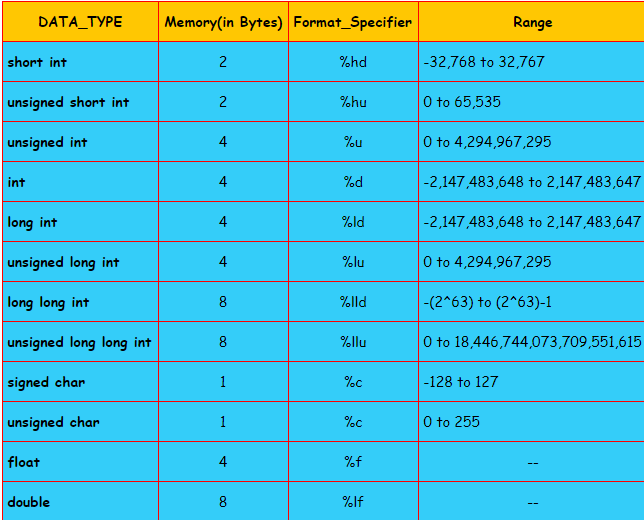 DATA_TYPE Memory(in Bytes) Format_Specifier Range
short int 2 %hd -32,768 to 32,767
unsigned short int 2 %hu 0 to 65,535
unsigned int 4 %u 0 to 4,294,967,295
int 4 %d -2,147,483,648 to 2,147,483,647
long int 4 %ld -2,147,483,648 to 2,147,483,647
unsigned long int 4 %lu 0 to 4,294,967,295
long long int 8 %lld -(2^63) to (2^63)-1
unsigned long long int 8 %llu 0 to 18,446,744,073,709,551,615
signed char 1 %c -128 to 127
unsigned char 1 %c 0 to 255
float 4 %f --
double 8 %lf --